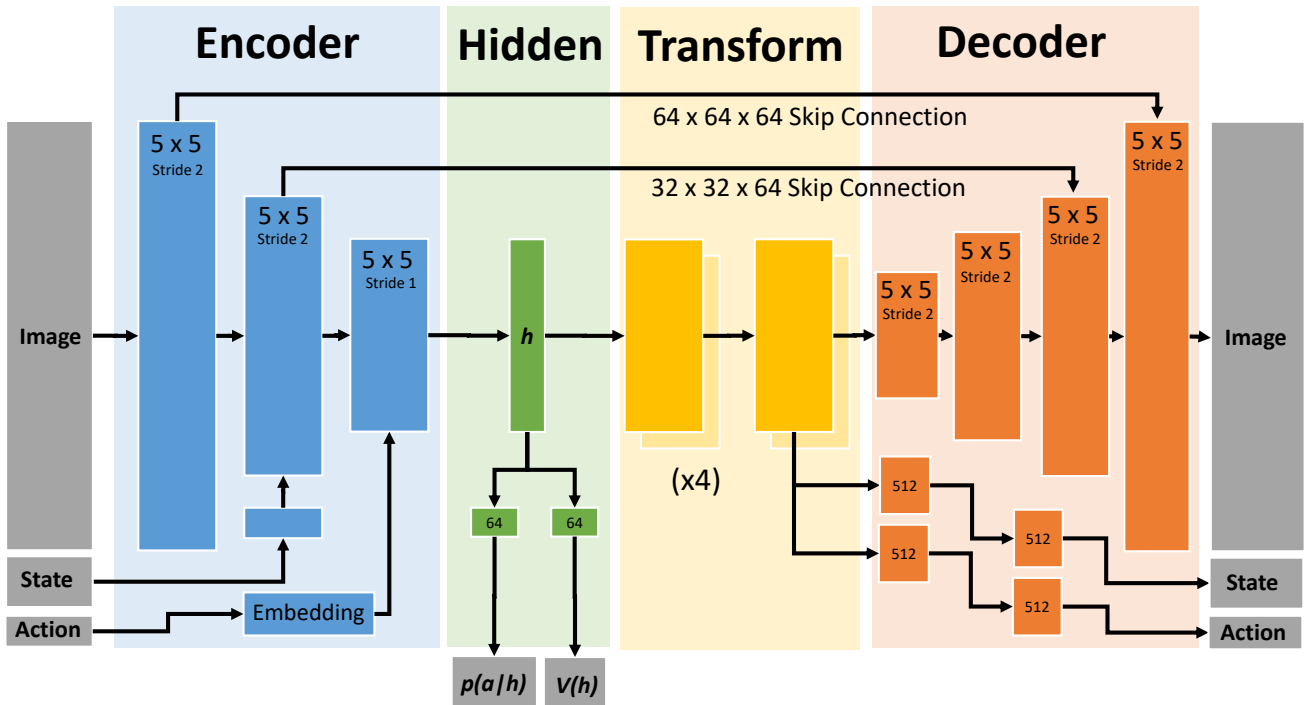 Encoder
Hidden
Transform
Decoder
64 x 64 x 64 Skip Connection
32 x 32 x 64 Skip Connection
Image
State
Action
5 x 5
Stride 2
5 x 5
Stride 2
5 x 5
Stride 1
Embedding
h
64
64
p(a|h)
V(h)
(x4)
5 x 5
Stride 2
5 x 5
Stride 2
5 x 5
Stride 2
5 x 5
Stride 2
512
512
512
512
Image
State
Action